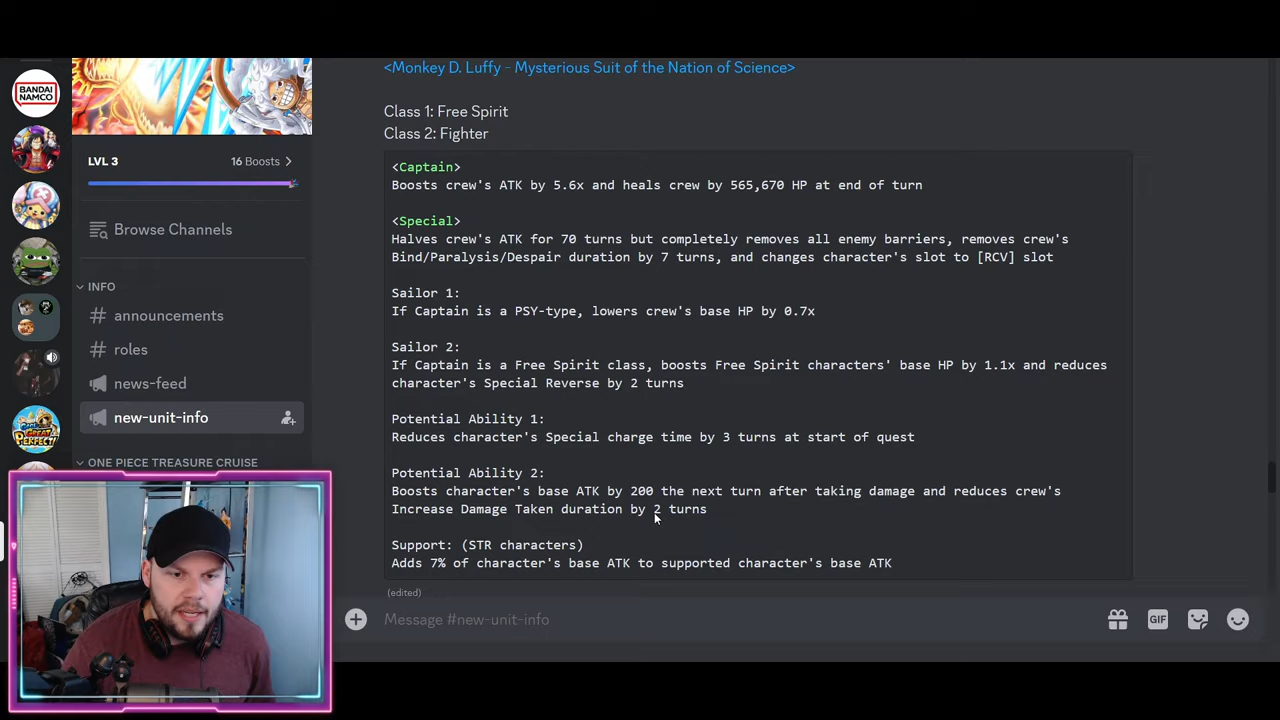 <Monkey D. Luffy - Mysterious Suit of the Nation of Science>
BANDAI
NAMCO
Class 1: Free Spirit
Class 2: Fighter
LVL 3
16 Boosts
<Captain>
Boosts crew's ATK by 5.6x and heals crew by 565,670 HP at end of turn
<Special>
Halves crew's ATK for 70 turns but completely removes all enemy barriers, removes crew's
Bind/Paralysis/Despair duration by 7 turns, and changes character's slot to [RCV] slot
Browse Channels
INFO
announcements
roles
news-feed
new-unit-info
ONE PIECE TREASURE CRUISE
Sailor 1:
If Captain is a PSY-type, lowers crew's base HP by 0.7x
Sailor 2:
If Captain is a Free Spirit class, boosts Free Spirit characters' base HP by 1.1x and reduces
character's Special Reverse by 2 turns
Potential Ability 1:
Reduces character's Special charge time by 3 turns at start of quest
Potential Ability 2:
Boosts character's base ATK by 200 the next turn after taking damage and reduces crew's
Increase Damage Taken duration by 2 turns
Support: (STR characters)
Adds 7% of character's base ATK to supported character's base ATK
(edited)
Message #new-unit-info
GIF